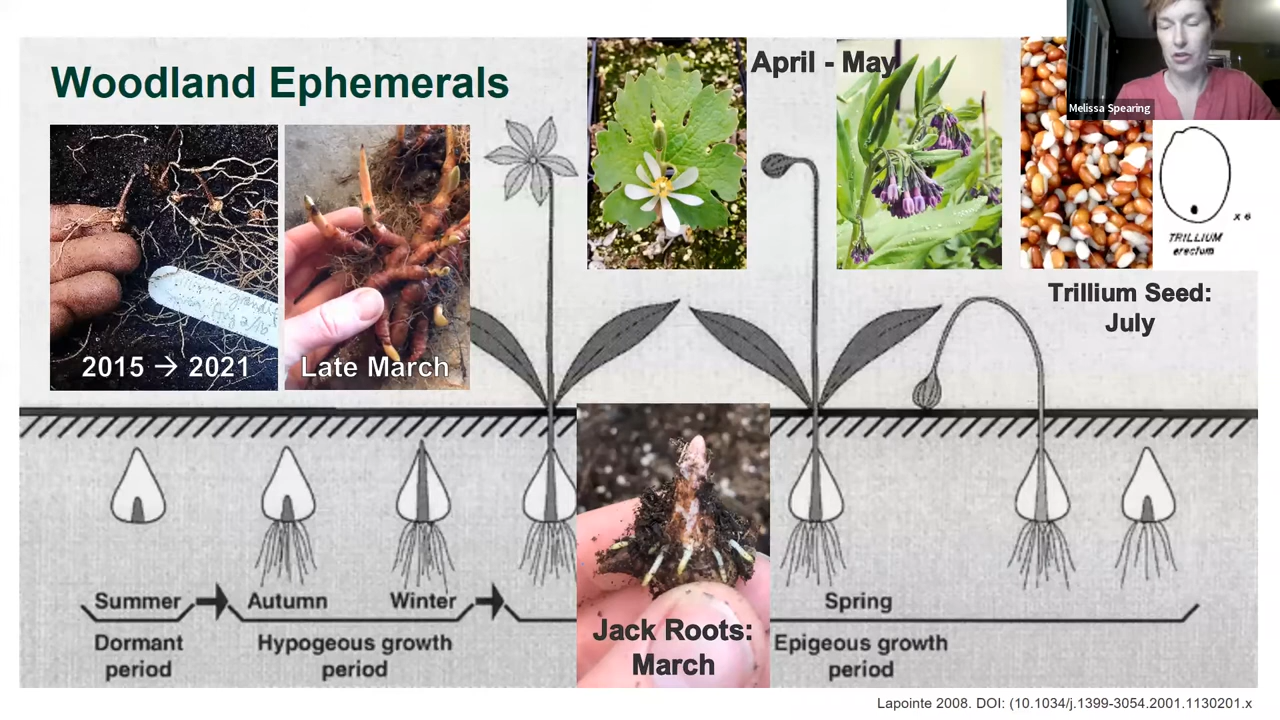 Woodland Ephemerals
April - May
Melissa Spearing
x 6
TRILLIUM
erectum
Trillium Seed:
July
2015 → 2021
Late March
Summer
Autumn
Winter
Spring
Dormant
period
Hypogeous growth
period
Jack Roots:
March
Epigeous growth
period
Lapointe 2008. DOI: (10.1034/j.1399-3054.2001.1130201.x